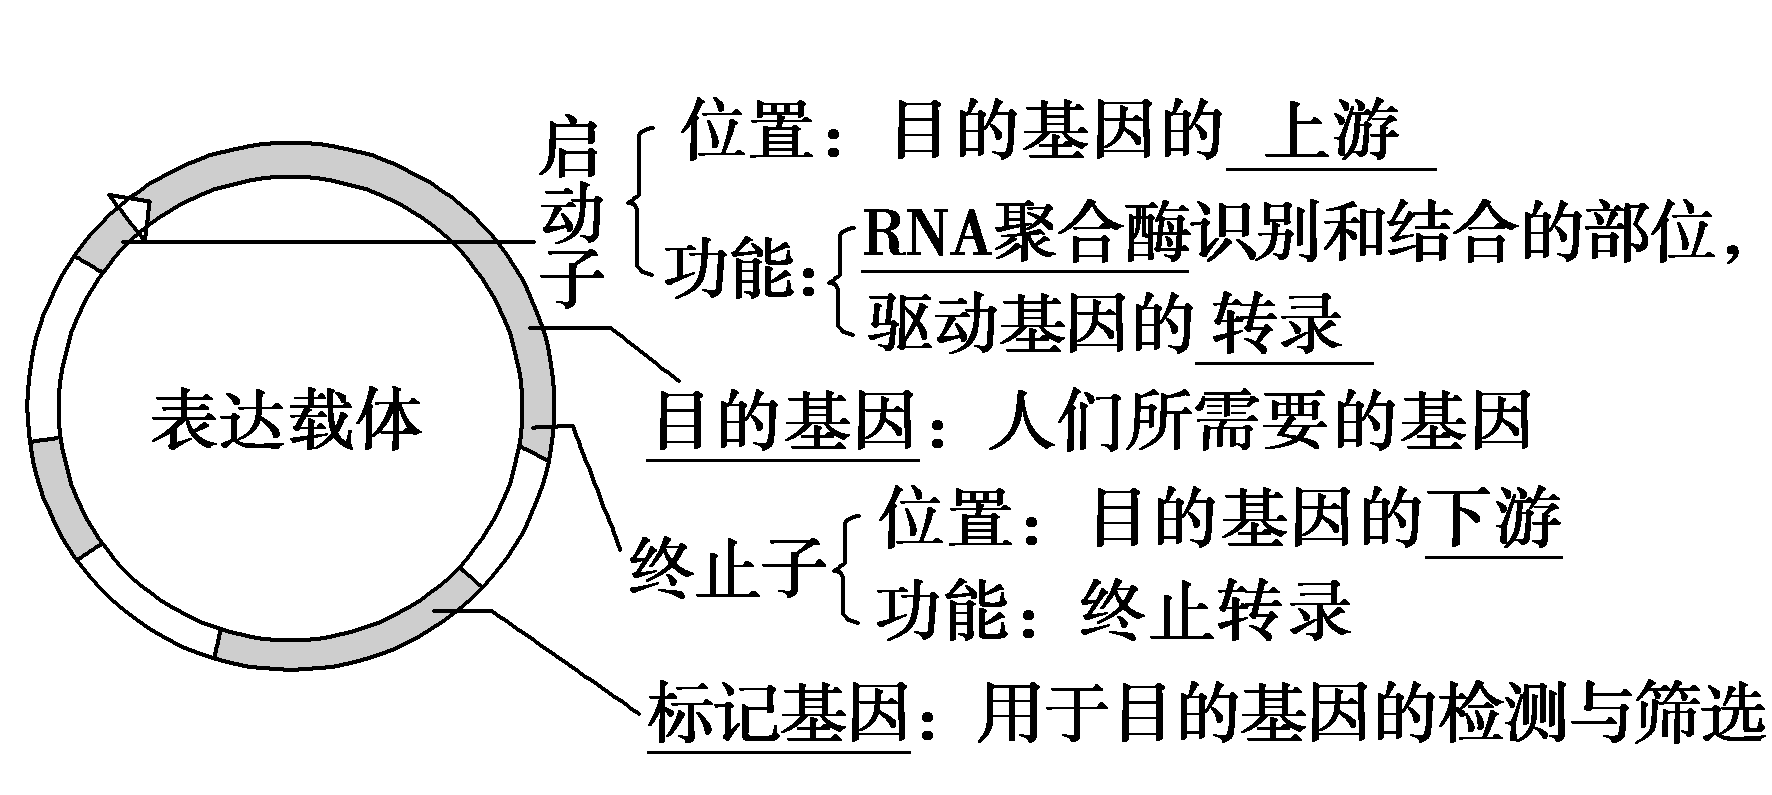 启动子
位置：目的基因的 上游
功能：
RNA聚合酶识别和结合的部位，
驱动基因的 转录
表达载体
目的基因：人们所需要的基因
终止子
位置：目的基因的下游
功能：终止转录
标记基因：用于目的基因的检测与筛选